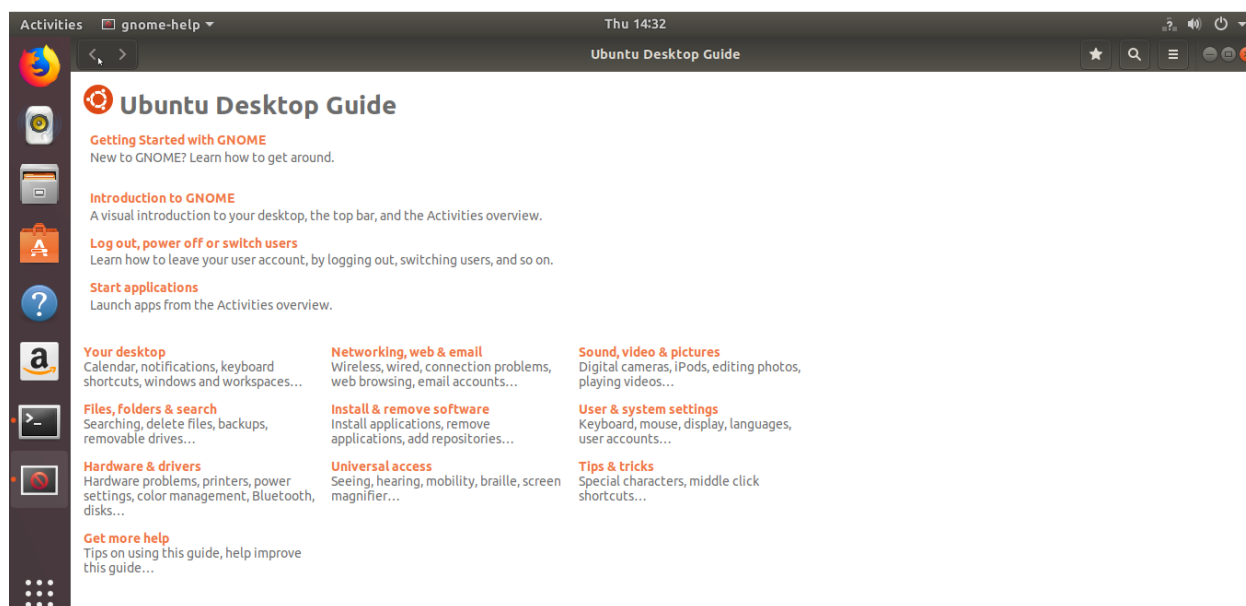 Activities gnome-help Thu 14:32
Ubuntu Desktop Guide
Ubuntu Desktop Guide
Getting Started with GNOME
New to GNOME? Learn how to get around.
Introduction to GNOME
A visual introduction to your desktop, the top bar, and the Activities overview.
Log out, power off or switch users
Learn how to leave your user account, by logging out, switching users, and so on.
Start applications
Launch apps from the Activities overview.
Your desktop
Calendar, notifications, keyboard
shortcuts, windows and workspaces…
Networking, web & email
Wireless, wired, connection problems,
web browsing, email accounts…
Sound, video & pictures
Digital cameras, iPods, editing photos,
playing videos…
Files, folders & search
Searching, delete files, backups,
removable drives…
Install & remove software
Install applications, remove
applications, add repositories…
User & system settings
Keyboard, mouse, display, languages,
user accounts…
Hardware & drivers
Hardware problems, printers, power
settings, color management, Bluetooth,
disks…
Universal access
Seeing, hearing, mobility, braille, screen
magnifier…
Tips & tricks
Special characters, middle click
shortcuts…
Get more help
Tips on using this guide, help improve
this guide…